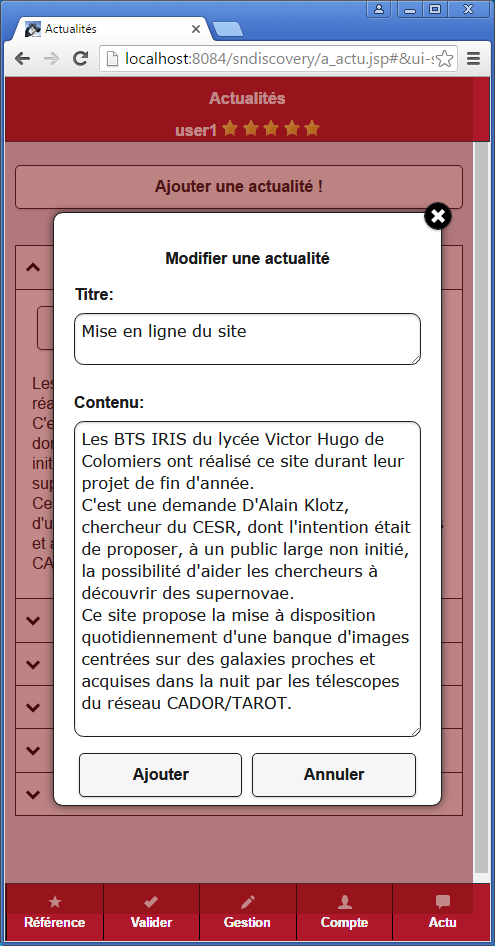 Actualités
localhost:8084/sndiscovery/a_actu.jsp#&ui-s
Actualités
user1
Ajouter une actualité !
Modifier une actualité
Titre:
Mise en ligne du site
Contenu:
Les BTS IRIS du lycée Victor Hugo de
Colomiers ont réalisé ce site durant leur
projet de fin d'année.
C'est une demande D'Alain Klotz,
chercheur du CESR, dont l'intention était
de proposer, à un public large non initié,
la possibilité d'aider les chercheurs à
découvrir des supernovae.
Ce site propose la mise à disposition
quotidiennement d'une banque d'images
centrées sur des galaxies proches et
acquises dans la nuit par les télescopes
du réseau CADOR/TAROT.
Ajouter Annuler
Référence Valider Gestion Compte Actu